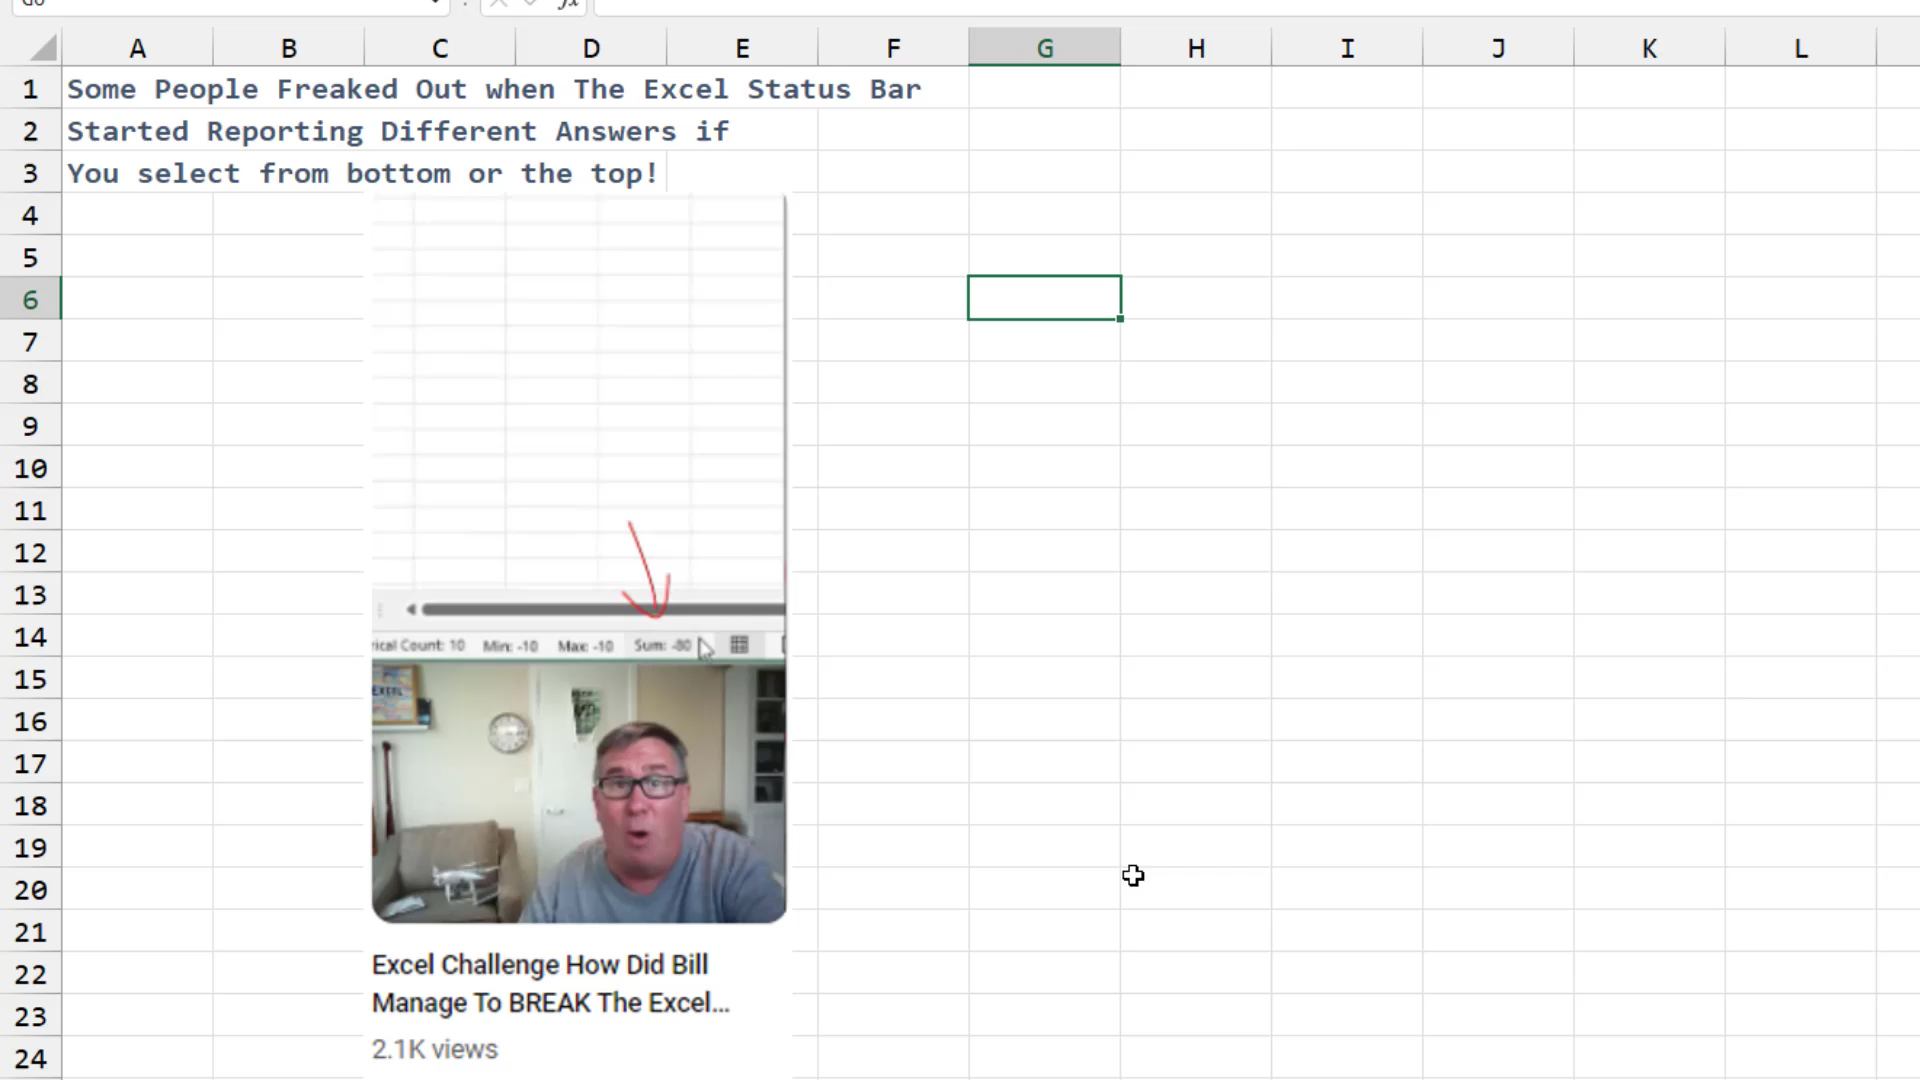 A B C D E F G H I J K L
1 Some People Freaked Out when The Excel Status Bar
2 Started Reporting Different Answers if
3 You select from bottom or the top!
4
5
6
7
8
9
10
11
12
13
14
rical Count: 10 Min: -10 Max: -10 Sum: -80
15
EXCEL
16
17
18
19
20
21
22 Excel Challenge How Did Bill
23 Manage To BREAK The Excel...
24 2.1K views